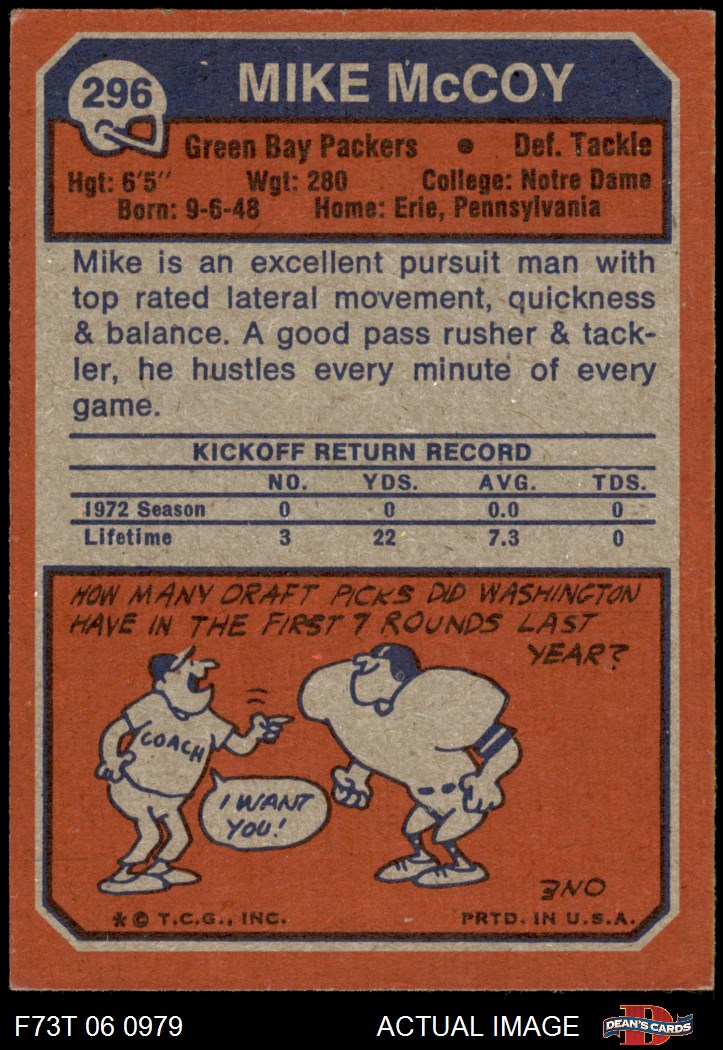 296
MIKE McCOY
Green Bay Packers • Def. Tackle
Hgt: 6'5" Wgt: 280 College: Notre Dame
Born: 9-6-48 Home: Erie, Pennsylvania
Mike is an excellent pursuit man with
top rated lateral movement, quickness
& balance. A good pass rusher & tack-
ler, he hustles every minute of every
game.
KICKOFF RETURN RECORD
NO. YDS. AVG. TDS.
1972 Season 0 0 0.0 0
Lifetime 3 22 7.3 0
HOW MANY DRAFT PICKS DID WASHINGTON
HAVE IN THE FIRST 7 ROUNDS LAST
YEAR?
COACH
I WANT
YOU!
ONE
* © T.C.G., INC. PRTD. IN U.S.A.
F73T 06 0979 ACTUAL IMAGE D DEAN'S CARDS